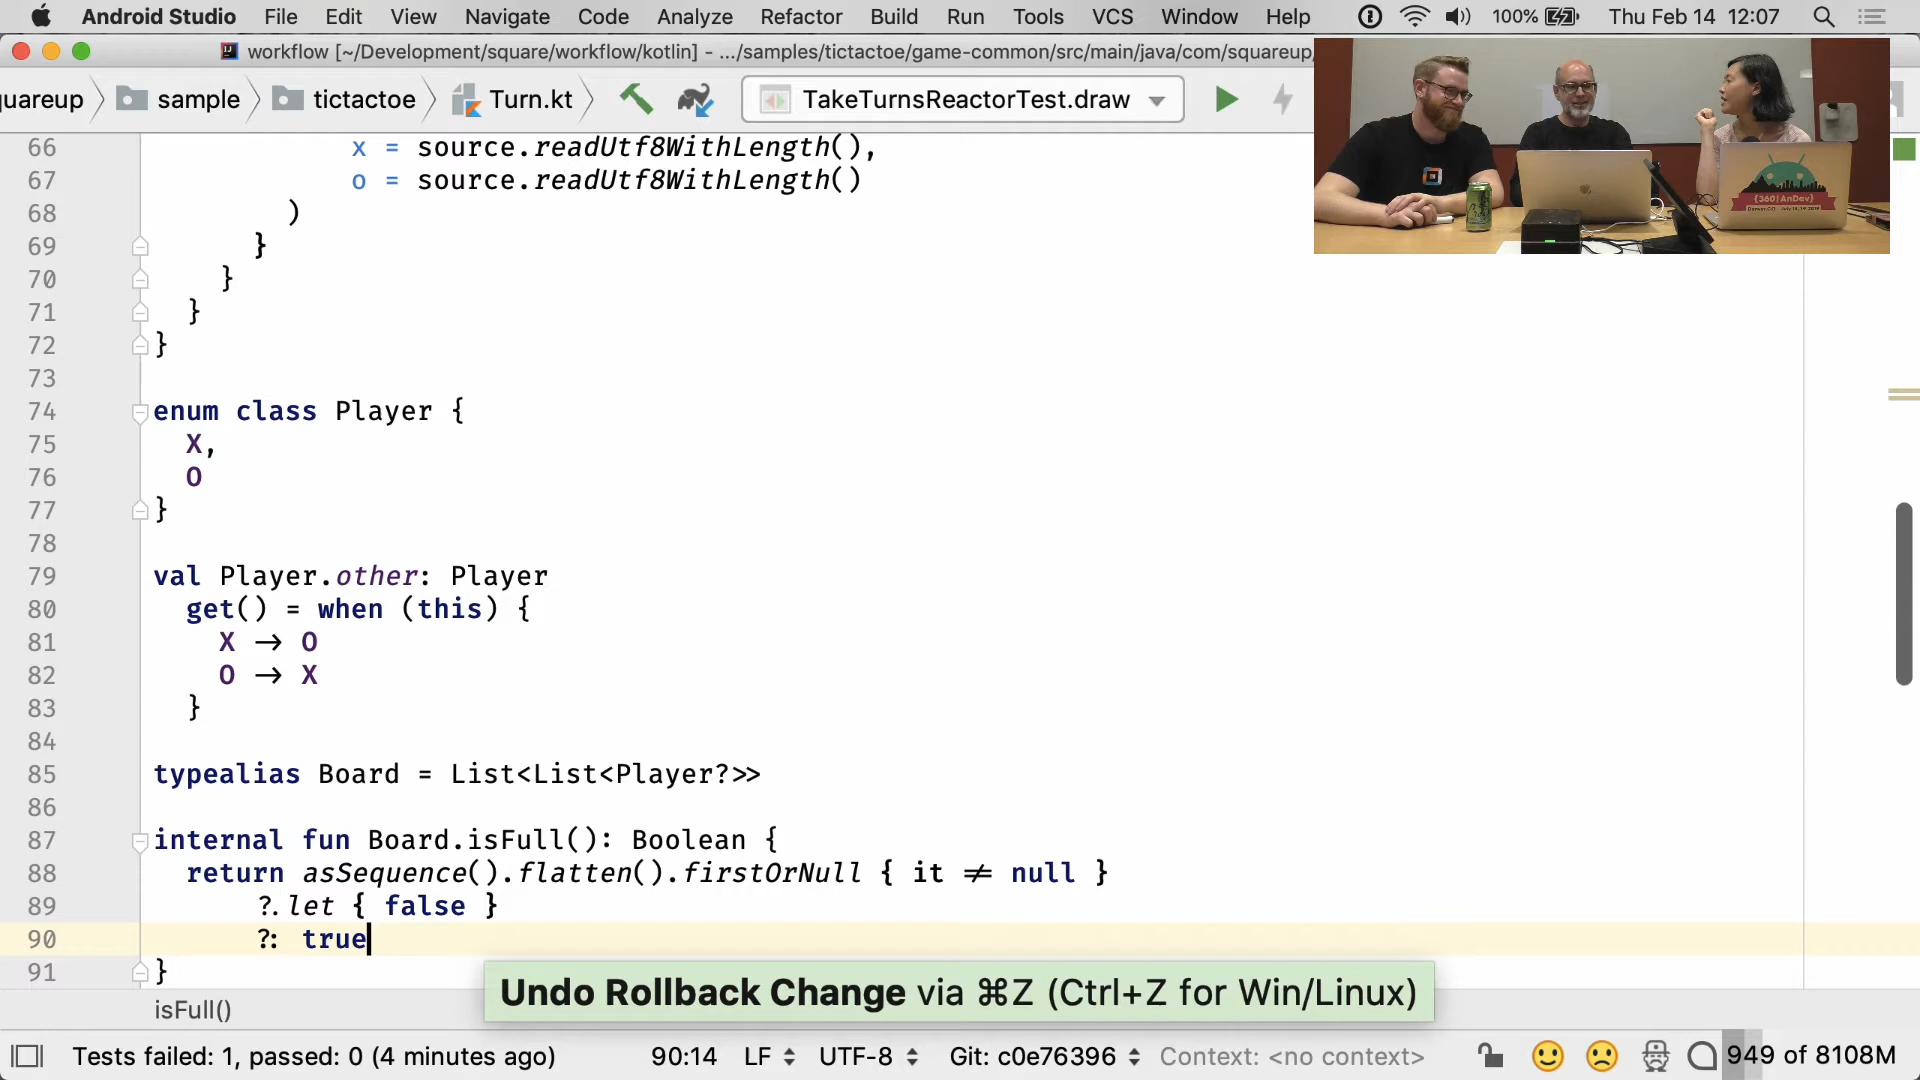 Android Studio File Edit View Navigate Code Analyze Refactor Build Run Tools VCS Window Help 100% Thu Feb 14 12:07
workflow [~/Development/square/workflow/kotlin] - .../samples/tictactoe/game-common/src/main/java/com/squareup/
quareup sample tictactoe Turn.kt TakeTurnsReactorTest.draw
66 x = source.readUtf8WithLength(),
67 o = source.readUtf8WithLength()
68 )
69 }
70 }
71 }
72 }
73
74 enum class Player {
75 X,
76 O
77 }
78
79 val Player.other: Player
80 get() = when (this) {
81 X → O
82 O → X
83 }
84
85 typealias Board = List<List<Player?>>
86
87 internal fun Board.isFull(): Boolean {
88 return asSequence().flatten().firstOrNull { it ≠ null }
89 ?.let { false }
90 ?: true
91 }
Undo Rollback Change via ⌘Z (Ctrl+Z for Win/Linux)
isFull()
Tests failed: 1, passed: 0 (4 minutes ago) 90:14 LF UTF-8 Git: c0e76396 Context: <no context> 949 of 8108M
{360|AnDev}